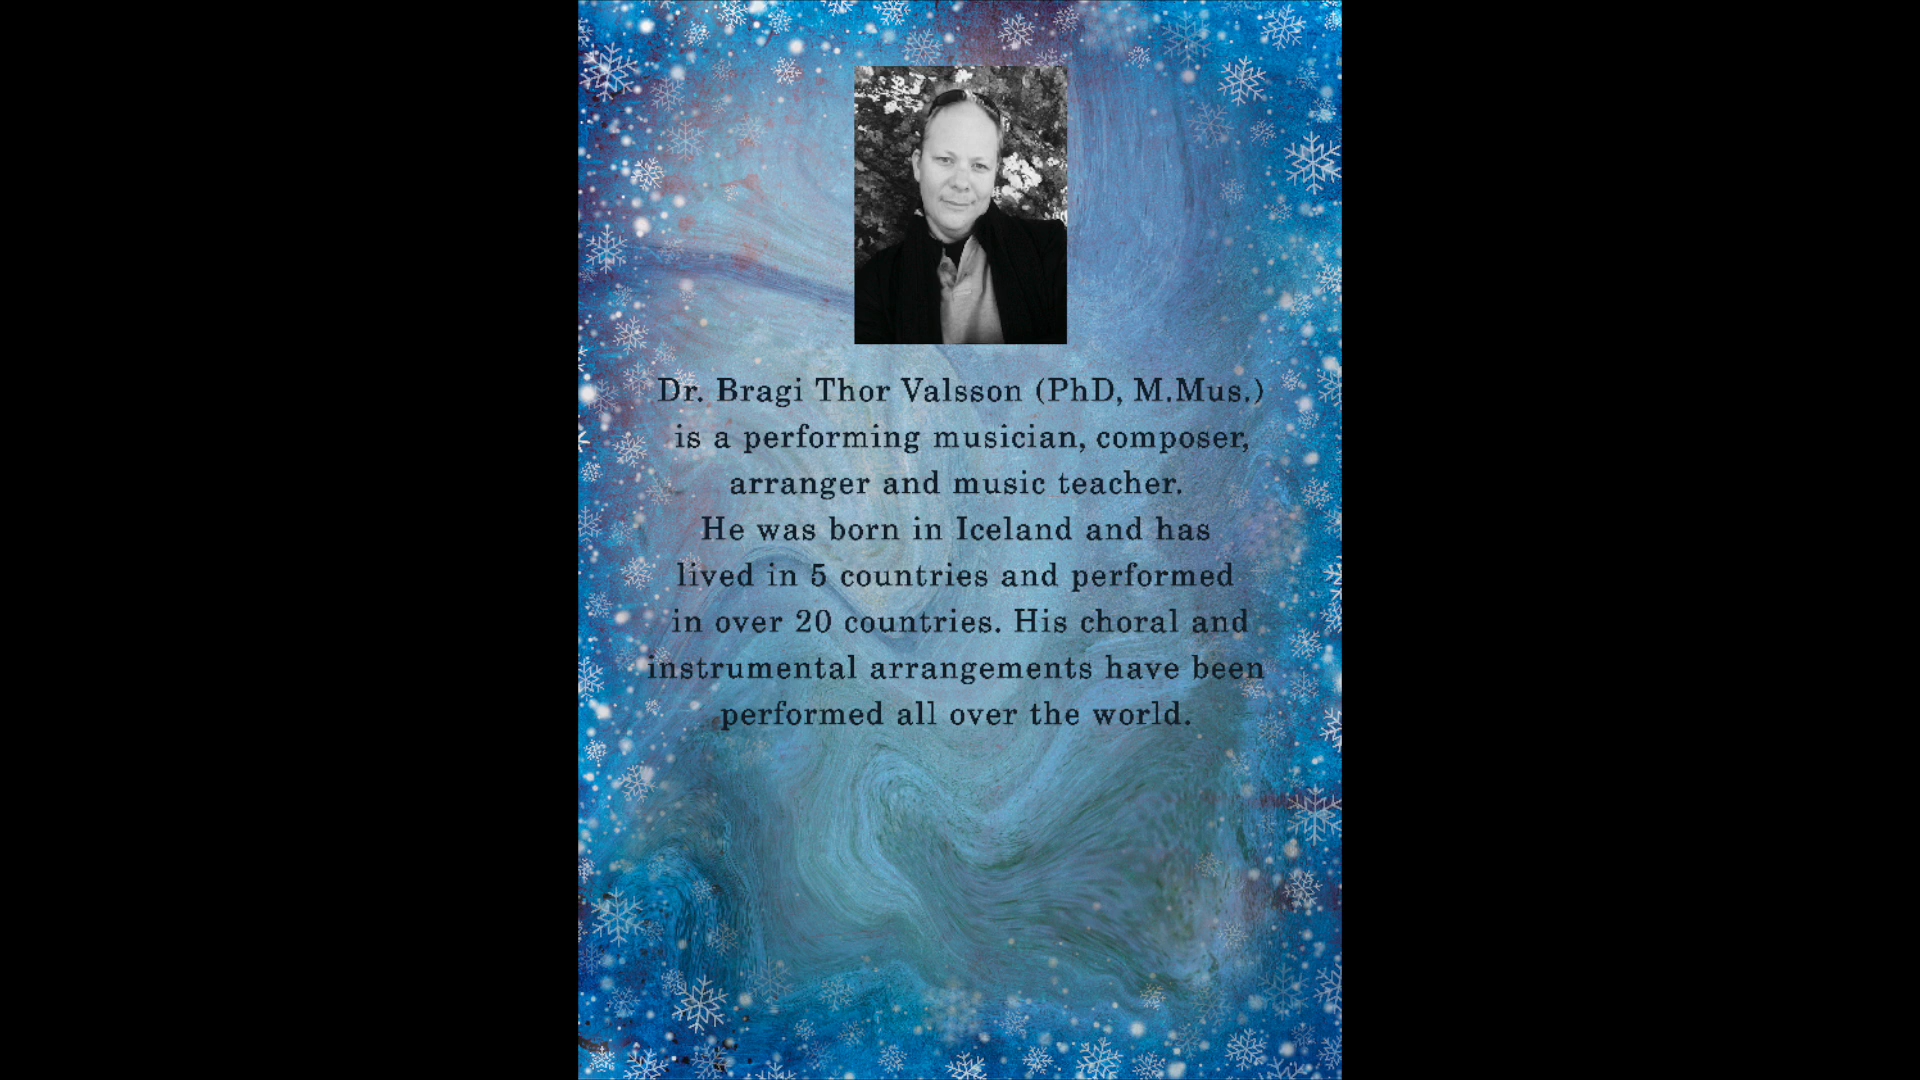 Dr. Bragi Thor Valsson (PhD, M.Mus.)
is a performing musician, composer,
arranger and music teacher.
He was born in Iceland and has
lived in 5 countries and performed
in over 20 countries. His choral and
instrumental arrangements have been
performed all over the world.